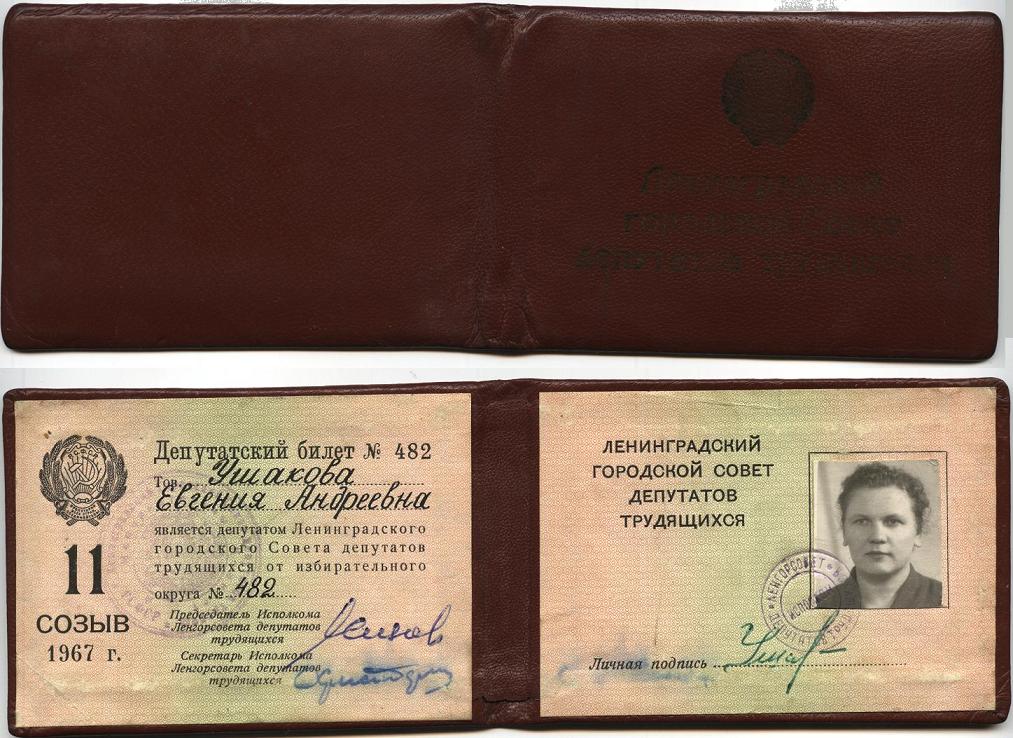 Ленинградский
городской Совет
депутатов трудящихся
Депутатский билет № 482
Тов. Ушакова
Евгения Андреевна
является депутатом Ленинградского
городского Совета депутатов
трудящихся от избирательного
округа № 482
11
СОЗЫВ
1967 г.
Председатель Исполкома
Ленгорсовета депутатов
трудящихся
Секретарь Исполкома
Ленгорсовета депутатов
трудящихся
ЛЕНИНГРАДСКИЙ
ГОРОДСКОЙ СОВЕТ
ДЕПУТАТОВ
ТРУДЯЩИХСЯ
ЛЕНГОРСОВЕТ
Личная подпись